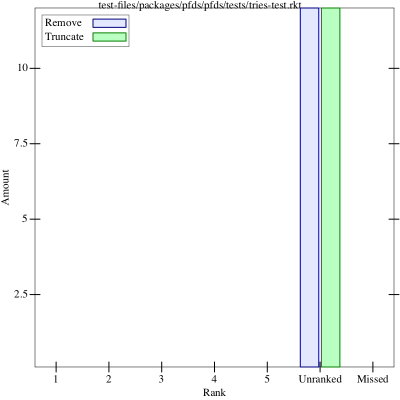 test-files/packages/pfds/pfds/tests/tries-test.rkt
Remove
Truncate
10
7.5
5
2.5
Amount
1 2 3 4 5 Unranked Missed
Rank